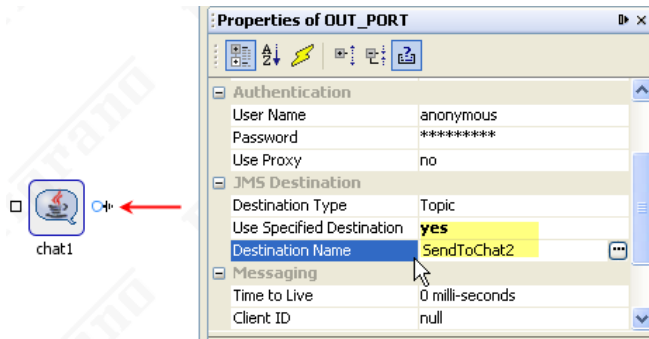 Properties of OUT_PORT
Authentication
User Name anonymous
Password *********
Use Proxy no
JMS Destination
Destination Type Topic
Use Specified Destination yes
Destination Name SendToChat2
Messaging
Time to Live 0 milli-seconds
Client ID null
chat1